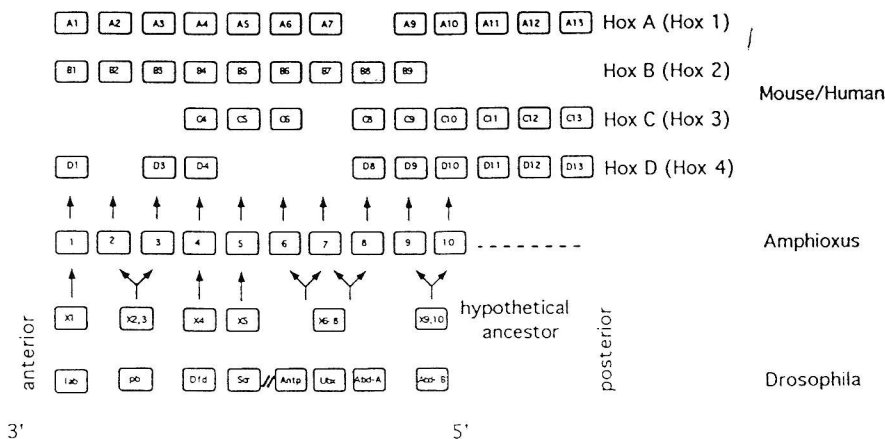 A1 A2 A3 A4 A5 A6 A7 A9 A10 A11 A12 A13 Hox A (Hox 1)
B1 B2 B3 B4 B5 B6 B7 B8 B9 Hox B (Hox 2)
Mouse/Human
C4 C5 C6 C8 C9 C10 C11 C12 C13 Hox C (Hox 3)
D1 D3 D4 D8 D9 D10 D11 D12 D13 Hox D (Hox 4)
1 2 3 4 5 6 7 8 9 10 Amphioxus
X1 X2,3 X4 X5 X6-8 X9,10 hypothetical
ancestor
anterior
posterior
lab pb Dfd Scr Antp Ubx Abd-A Abd-B Drosophila
3' 5'